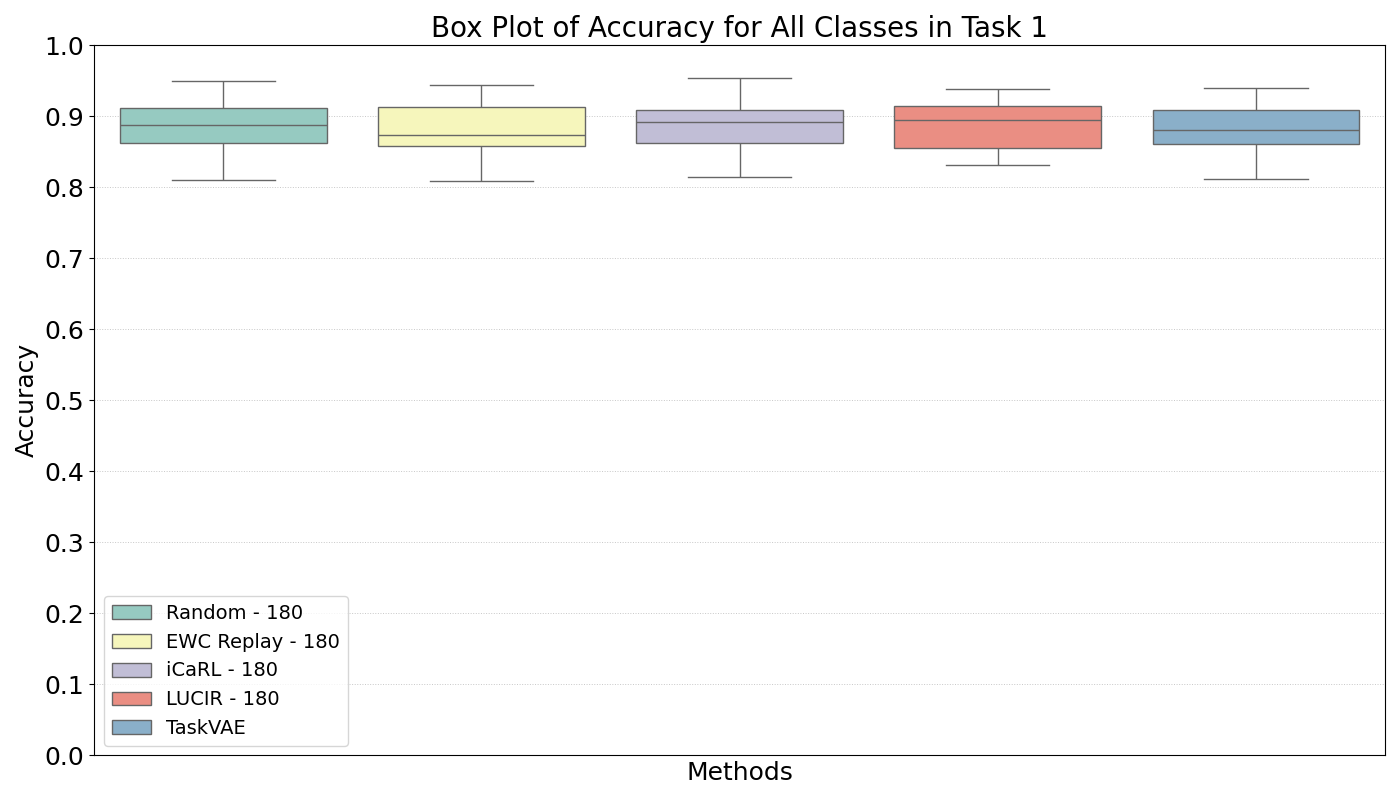 Box Plot of Accuracy for All Classes in Task 1
1.0
0.9
0.8
0.7
0.6
0.5
0.4
0.3
0.2
0.1
0.0
Accuracy
Random - 180
EWC Replay - 180
iCaRL - 180
LUCIR - 180
TaskVAE
Methods